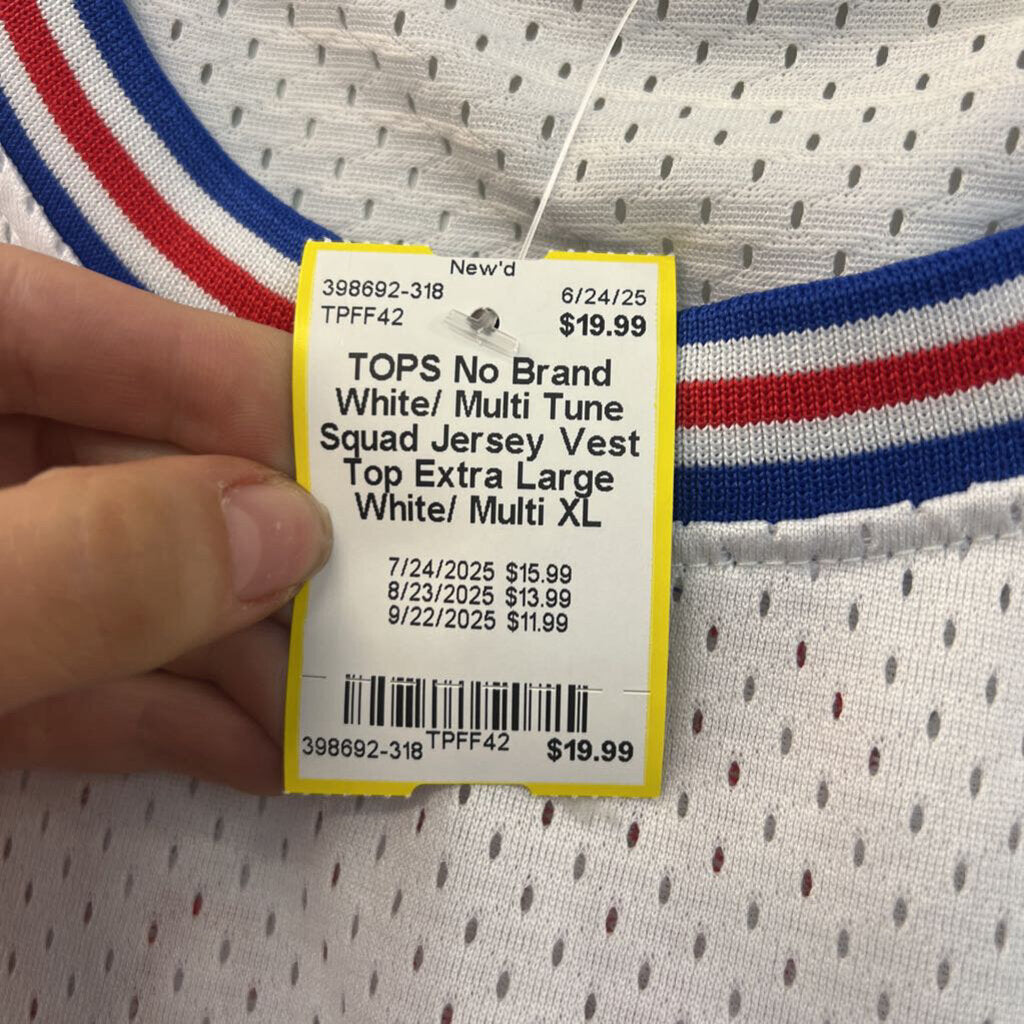 New'd
398692-318 6/24/25
TPFF42 $19.99
TOPS No Brand
White/ Multi Tune
Squad Jersey Vest
Top Extra Large
White/ Multi XL
7/24/2025 $15.99
8/23/2025 $13.99
9/22/2025 $11.99
398692-318 TPFF42 $19.99